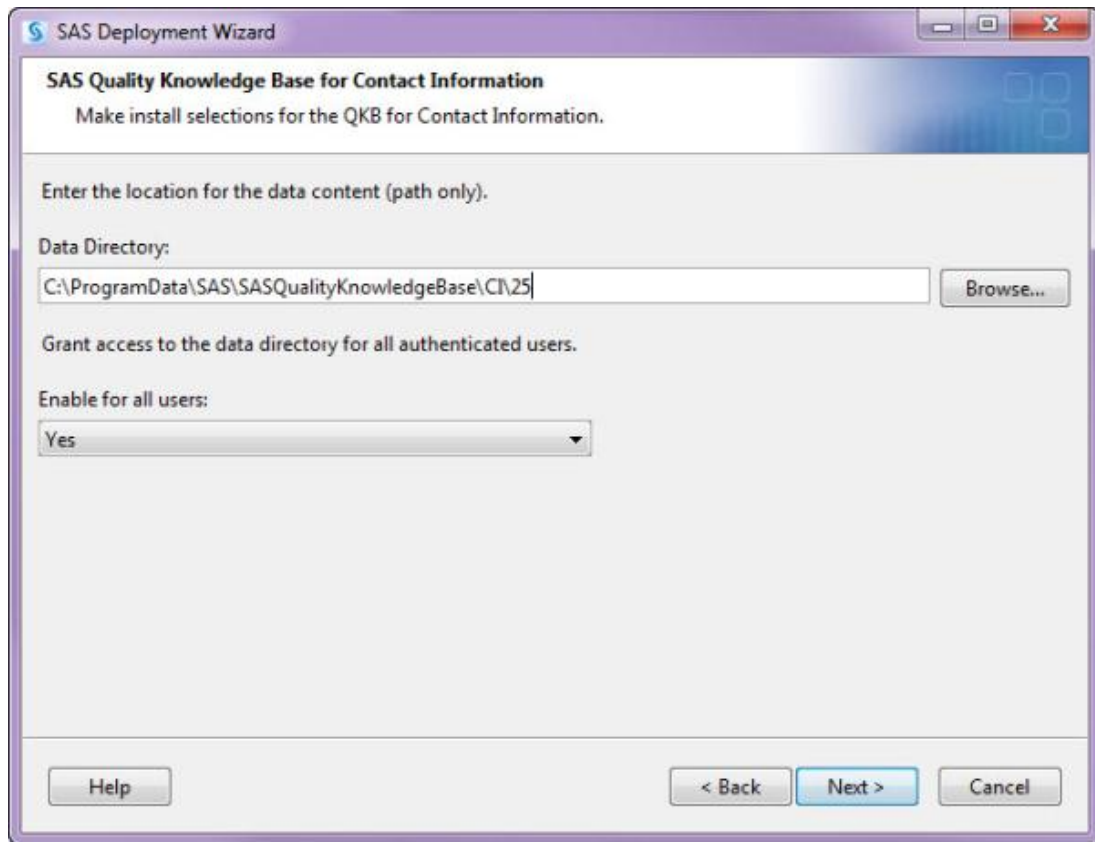 SAS Deployment Wizard
SAS Quality Knowledge Base for Contact Information
Make install selections for the QKB for Contact Information.
Enter the location for the data content (path only).
Data Directory:
C:\ProgramData\SAS\SASQualityKnowledgeBase\CI\25
Browse...
Grant access to the data directory for all authenticated users.
Enable for all users:
Yes
Help
< Back
Next >
Cancel